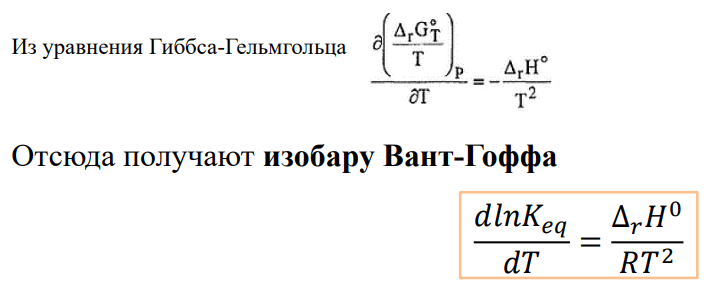 Из уравнения Гиббса-Гельмгольца ∂(ΔrG°T/T)P/∂T = -ΔrH°/T²
Отсюда получают изобару Вант-Гоффа
dlnKeq/dT = ΔrH⁰/RT²